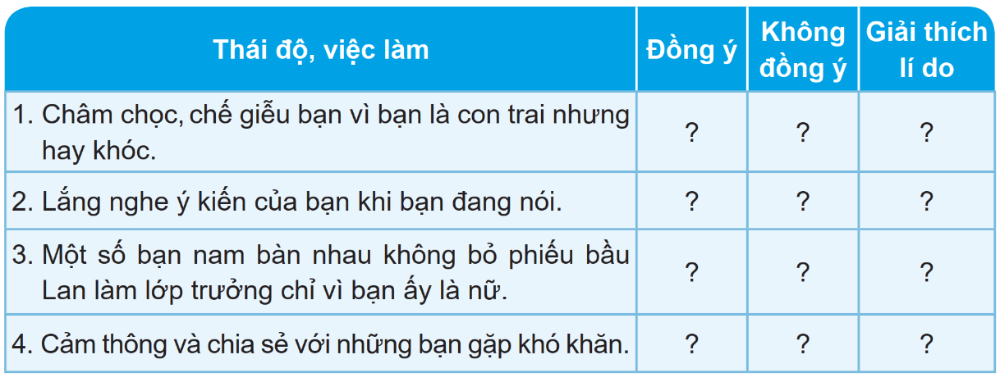 Thái độ, việc làm Đồng ý Không đồng ý Giải thích lí do
1. Châm chọc, chế giễu bạn vì bạn là con trai nhưng
hay khóc.
? ? ?
2. Lắng nghe ý kiến của bạn khi bạn đang nói. ? ? ?
3. Một số bạn nam bàn nhau không bỏ phiếu bầu
Lan làm lớp trưởng chỉ vì bạn ấy là nữ.
? ? ?
4. Cảm thông và chia sẻ với những bạn gặp khó khăn. ? ? ?